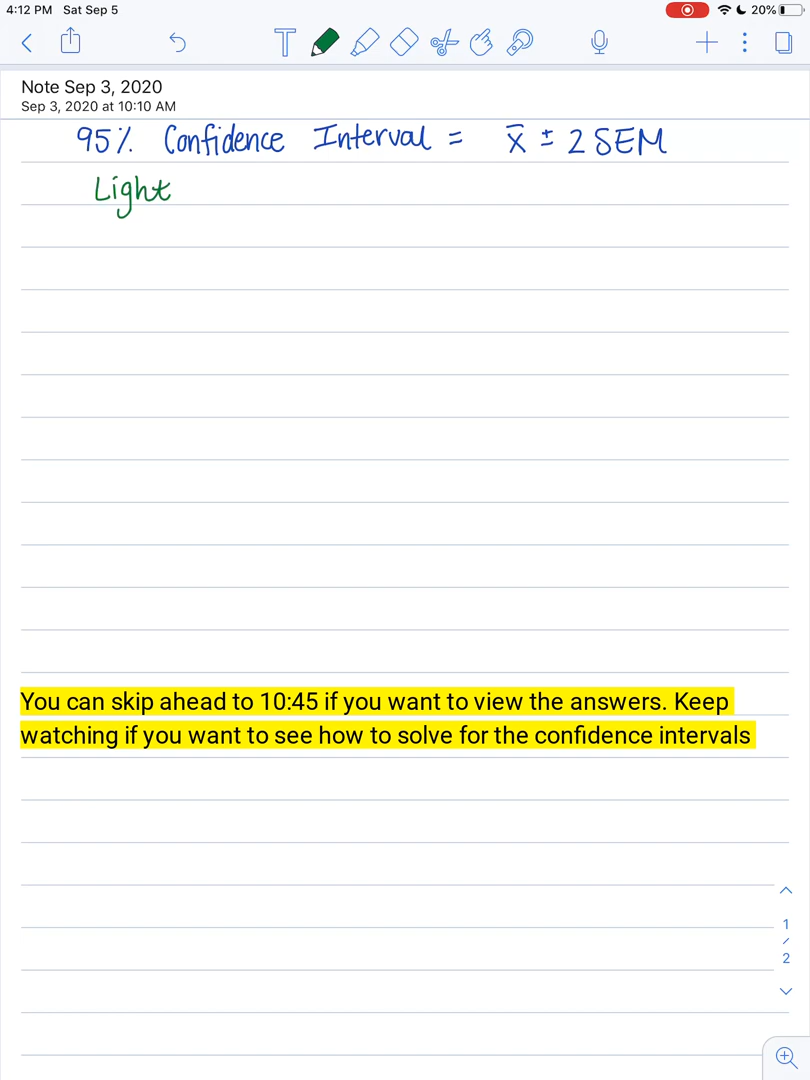 4:12 PM Sat Sep 5 20%
T
Note Sep 3, 2020
Sep 3, 2020 at 10:10 AM
95% Confidence Interval = x̄ ± 2 SEM
Light
You can skip ahead to 10:45 if you want to view the answers. Keep
watching if you want to see how to solve for the confidence intervals
1
/
2